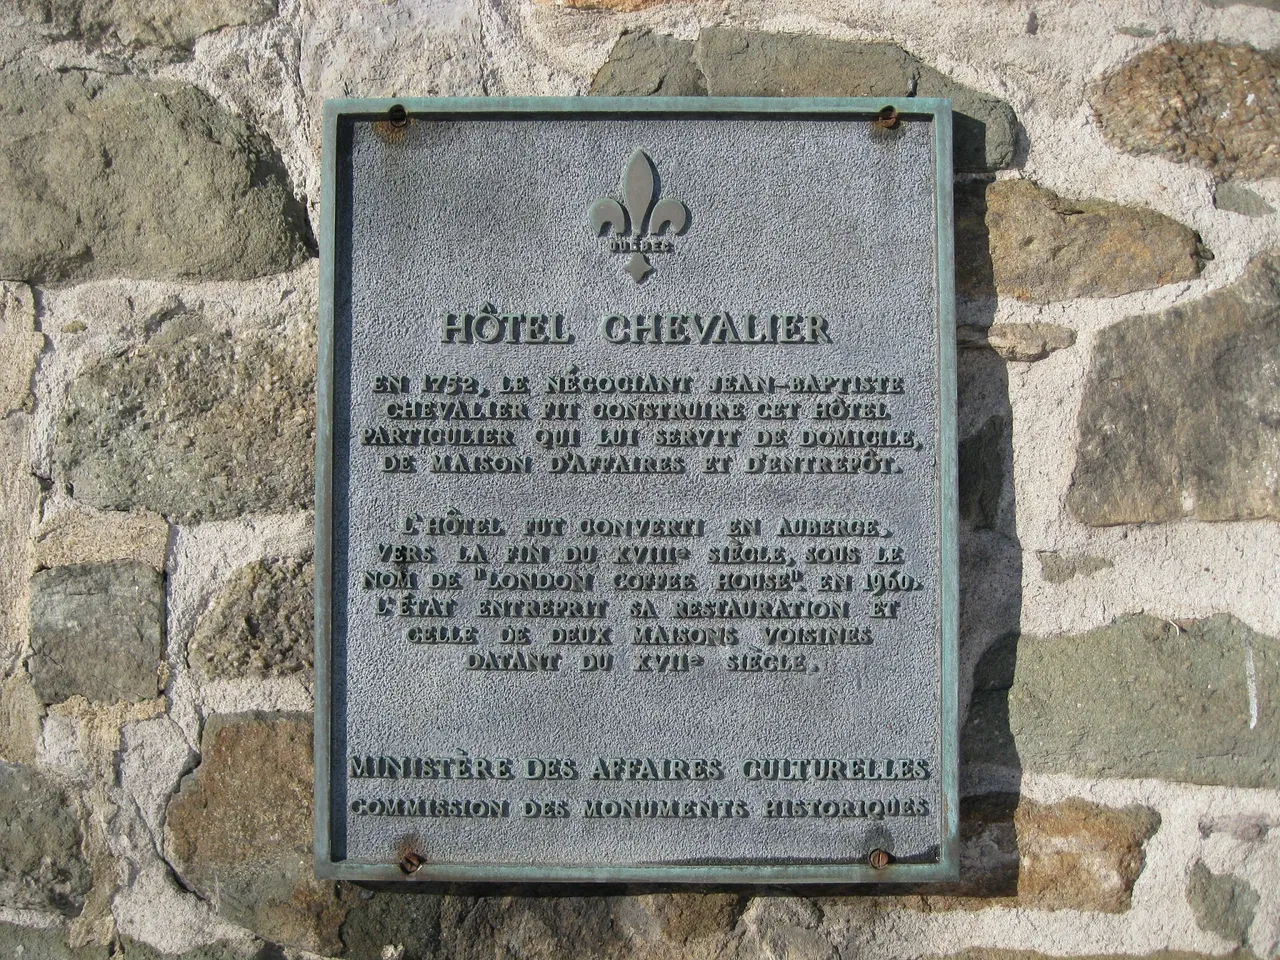 QUÉBEC
HÔTEL CHEVALIER
EN 1752, LE NÉGOCIANT JEAN-BAPTISTE
CHEVALIER FIT CONSTRUIRE CET HÔTEL
PARTICULIER QUI LUI SERVIT DE DOMICILE,
DE MAISON D'AFFAIRES ET D'ENTREPÔT.
L'HÔTEL FUT CONVERTI EN AUBERGE,
VERS LA FIN DU XVIIIe SIÈCLE, SOUS LE
NOM DE "LONDON COFFEE HOUSE". EN 1960,
L'ÉTAT ENTREPRIT SA RESTAURATION ET
CELLE DE DEUX MAISONS VOISINES
DATANT DU XVIIe SIÈCLE.
MINISTÈRE DES AFFAIRES CULTURELLES
COMMISSION DES MONUMENTS HISTORIQUES